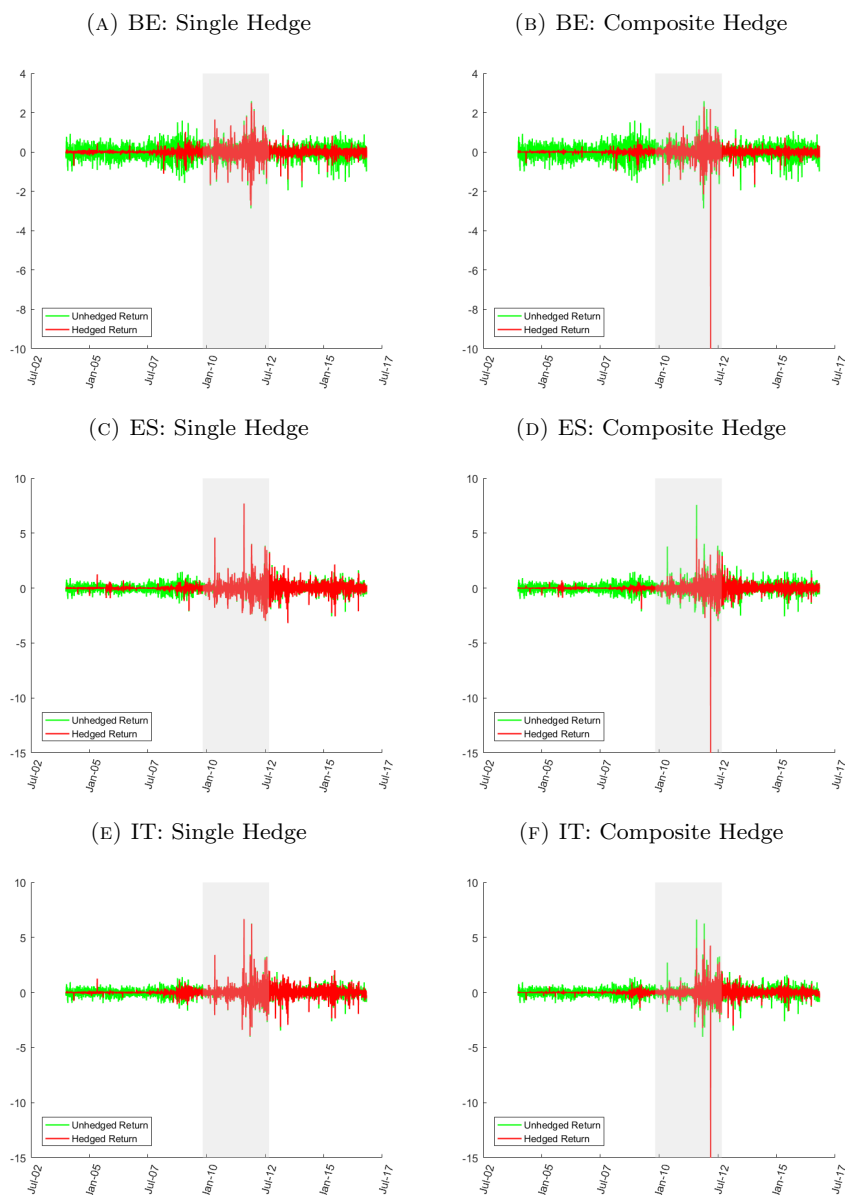 (A) BE: Single Hedge
(B) BE: Composite Hedge
4
2
0
-2
-4
-6
-8
-10
Unhedged Return
Hedged Return
Jul-02
Jan-05
Jul-07
Jan-10
Jul-12
Jan-15
Jul-17
4
2
0
-2
-4
-6
-8
-10
Unhedged Return
Hedged Return
Jul-02
Jan-05
Jul-07
Jan-10
Jul-12
Jan-15
Jul-17
(C) ES: Single Hedge
(D) ES: Composite Hedge
10
5
0
-5
-10
-15
Unhedged Return
Hedged Return
Jul-02
Jan-05
Jul-07
Jan-10
Jul-12
Jan-15
Jul-17
10
5
0
-5
-10
-15
Unhedged Return
Hedged Return
Jul-02
Jan-05
Jul-07
Jan-10
Jul-12
Jan-15
Jul-17
(E) IT: Single Hedge
(F) IT: Composite Hedge
10
5
0
-5
-10
-15
Unhedged Return
Hedged Return
Jul-02
Jan-05
Jul-07
Jan-10
Jul-12
Jan-15
Jul-17
10
5
0
-5
-10
-15
Unhedged Return
Hedged Return
Jul-02
Jan-05
Jul-07
Jan-10
Jul-12
Jan-15
Jul-17